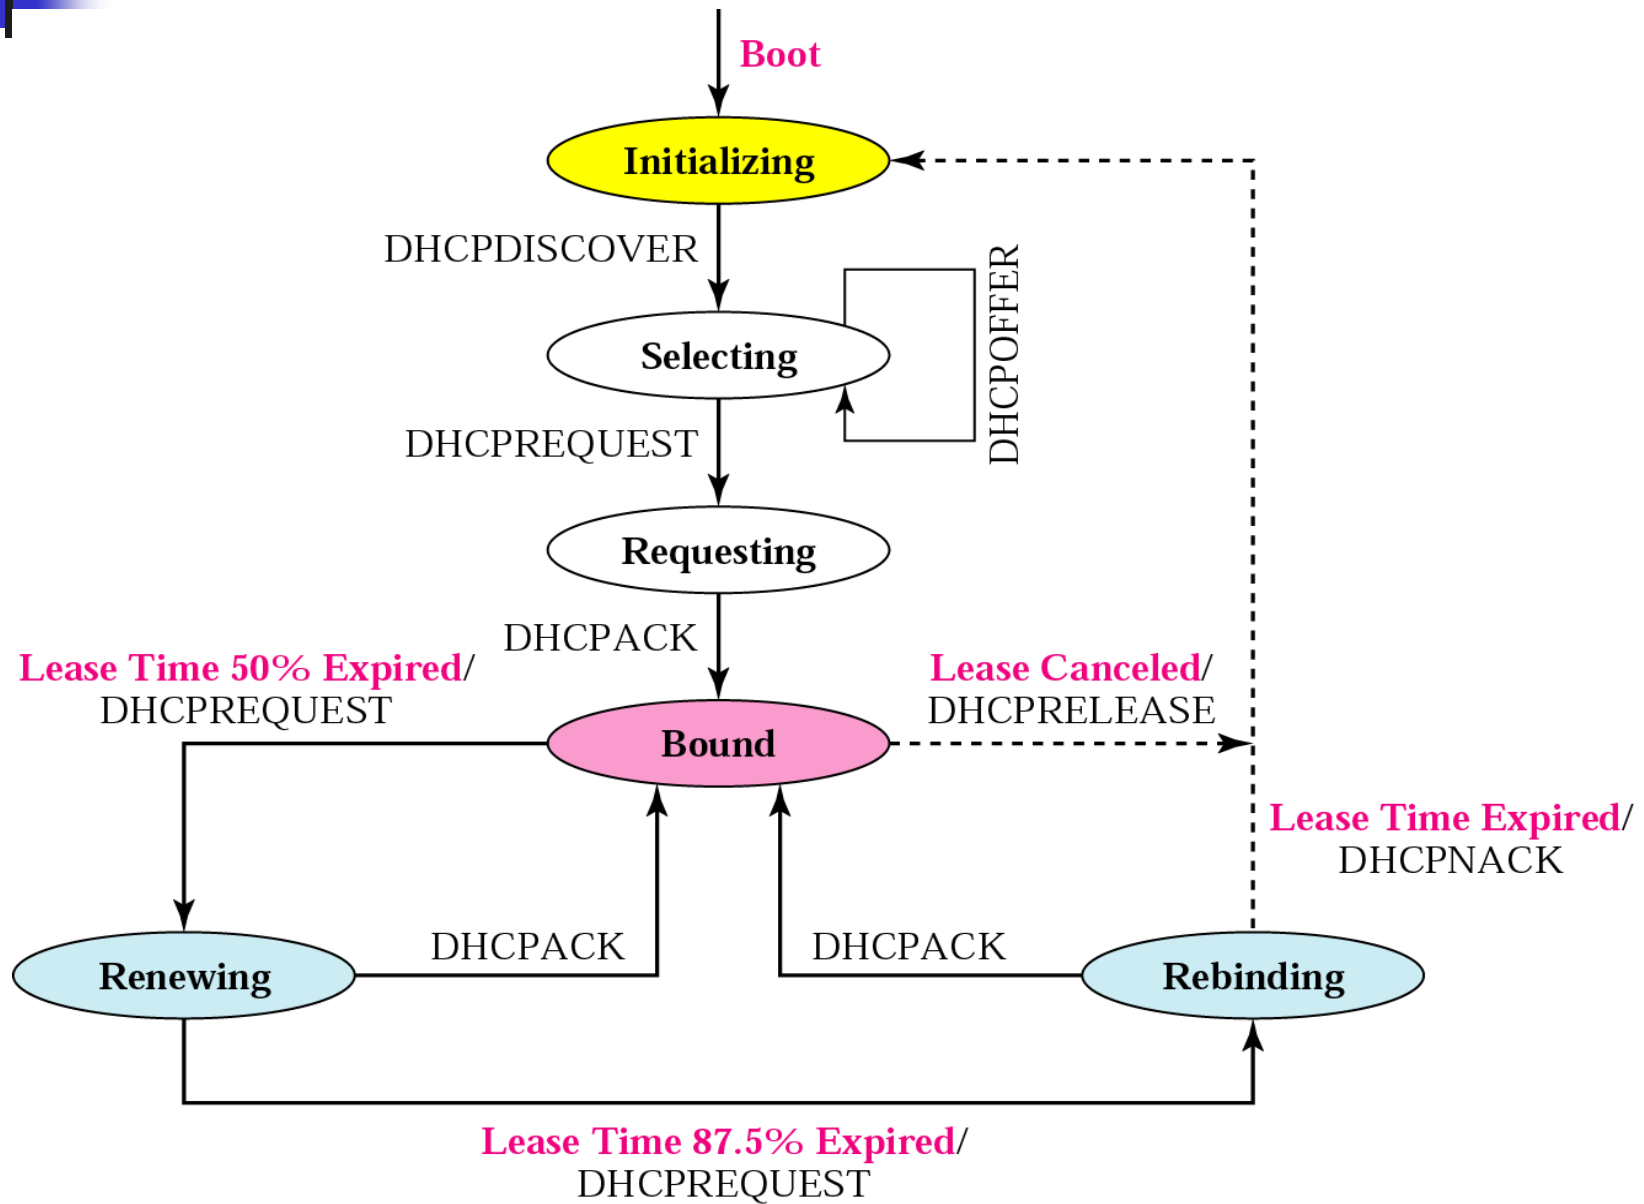 Boot
Initializing
DHCPDISCOVER
DHCPOFFER
Selecting
DHCPREQUEST
Requesting
DHCPACK
Lease Time 50% Expired/
DHCPREQUEST
Lease Canceled/
DHCPRELEASE
Bound
Lease Time Expired/
DHCPNACK
DHCPACK
DHCPACK
Renewing
Rebinding
Lease Time 87.5% Expired/
DHCPREQUEST